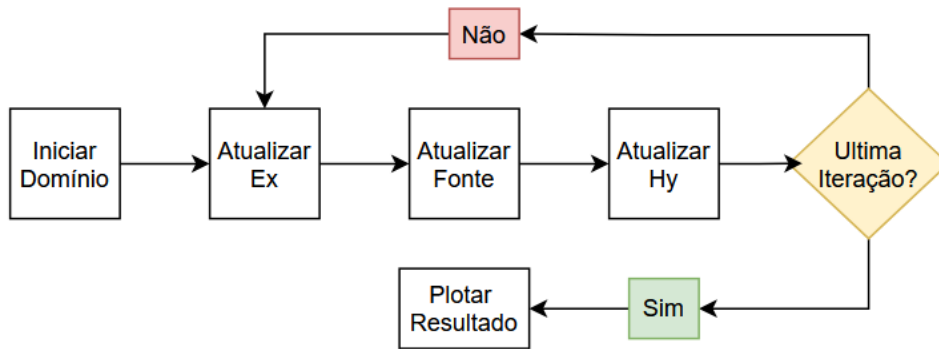 Não
Iniciar
Domínio
Atualizar
Ex
Atualizar
Fonte
Atualizar
Hy
Ultima
Iteração?
Plotar
Resultado
Sim